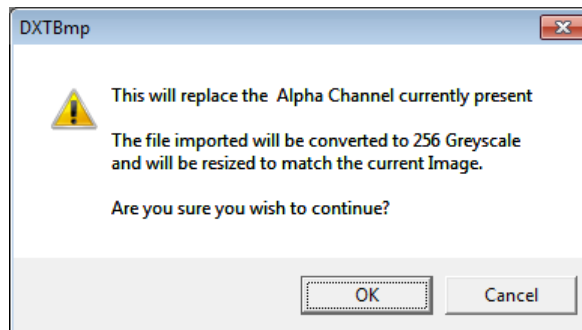 DXTBmp
This will replace the  Alpha Channel currently present
The file imported will be converted to 256 Greyscale
and will be resized to match the current Image.
Are you sure you wish to continue?
OK
Cancel